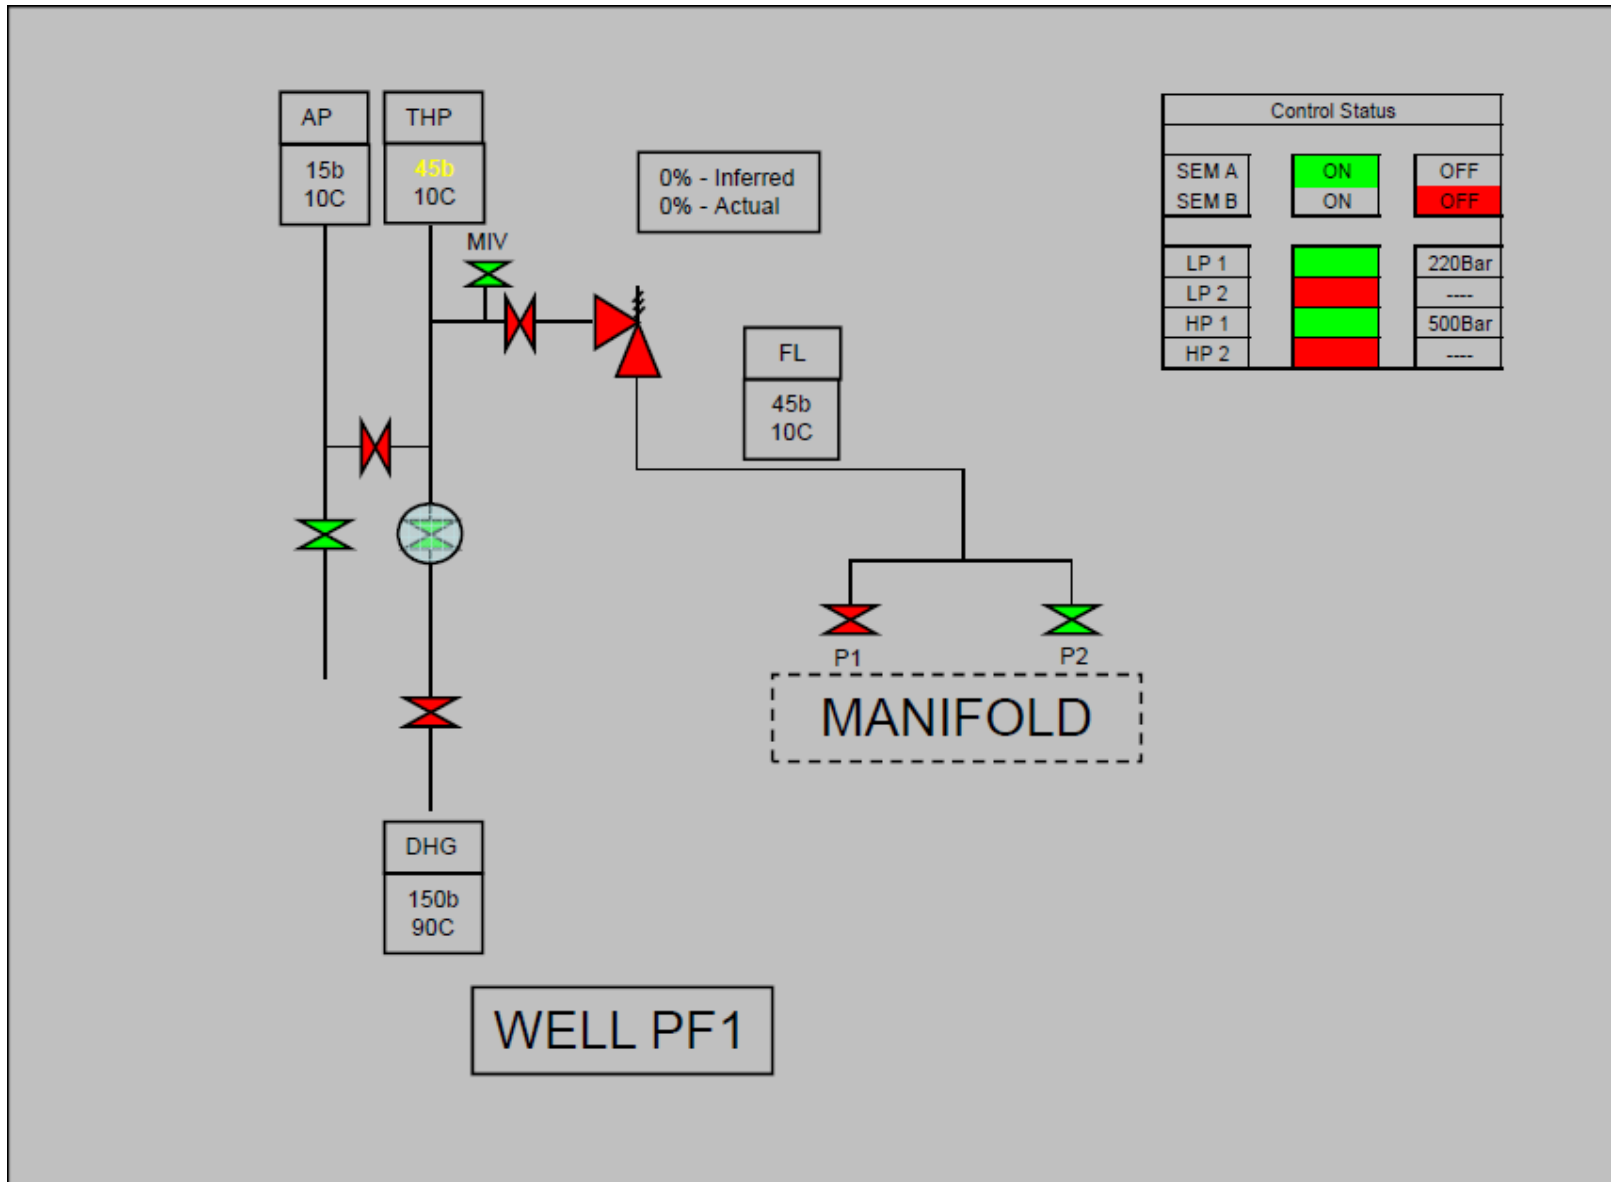 AP
15b
10C
THP
45b
10C
MIV
0% - Inferred
0% - Actual
Control Status
SEM A ON OFF
SEM B ON OFF
LP 1 220Bar
LP 2 ----
HP 1 500Bar
HP 2 ----
FL
45b
10C
P1
P2
MANIFOLD
DHG
150b
90C
WELL PF1